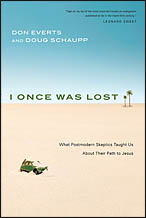 DON EVERTS
AND DOUG SCHAUPP
LEONARD SWEET
I ONCE WAS LOST
What Postmodern Skeptics Taught Us
About Their Path to Jesus